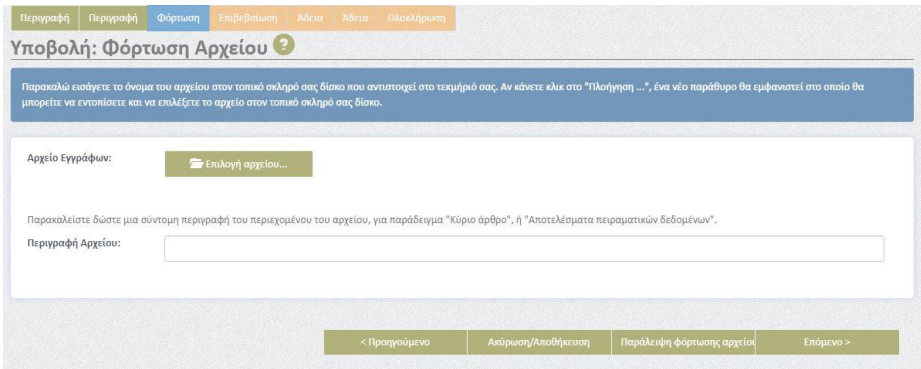 Περιγραφή Περιγραφή Φόρτωση Επιβεβαίωση Άδεια Άδεια Ολοκλήρωση
Υποβολή: Φόρτωση Αρχείου ?
Παρακαλώ εισάγετε το όνομα του αρχείου στον τοπικό σκληρό σας δίσκο που αντιστοιχεί στο τεκμήριό σας. Αν κάνετε κλικ στο "Πλοήγηση ...", ένα νέο παράθυρο θα εμφανιστεί στο οποίο θα
μπορείτε να εντοπίσετε και να επιλέξετε το αρχείο στον τοπικό σκληρό σας δίσκο.
Αρχείο Εγγράφων: Επιλογή αρχείου...
Παρακαλείστε δώστε μια σύντομη περιγραφή του περιεχομένου του αρχείου, για παράδειγμα "Κύριο άρθρο", ή "Αποτελέσματα πειραματικών δεδομένων".
Περιγραφή Αρχείου:
< Προηγούμενο Ακύρωση/Αποθήκευση Παράλειψη φόρτωσης αρχείου Επόμενο >